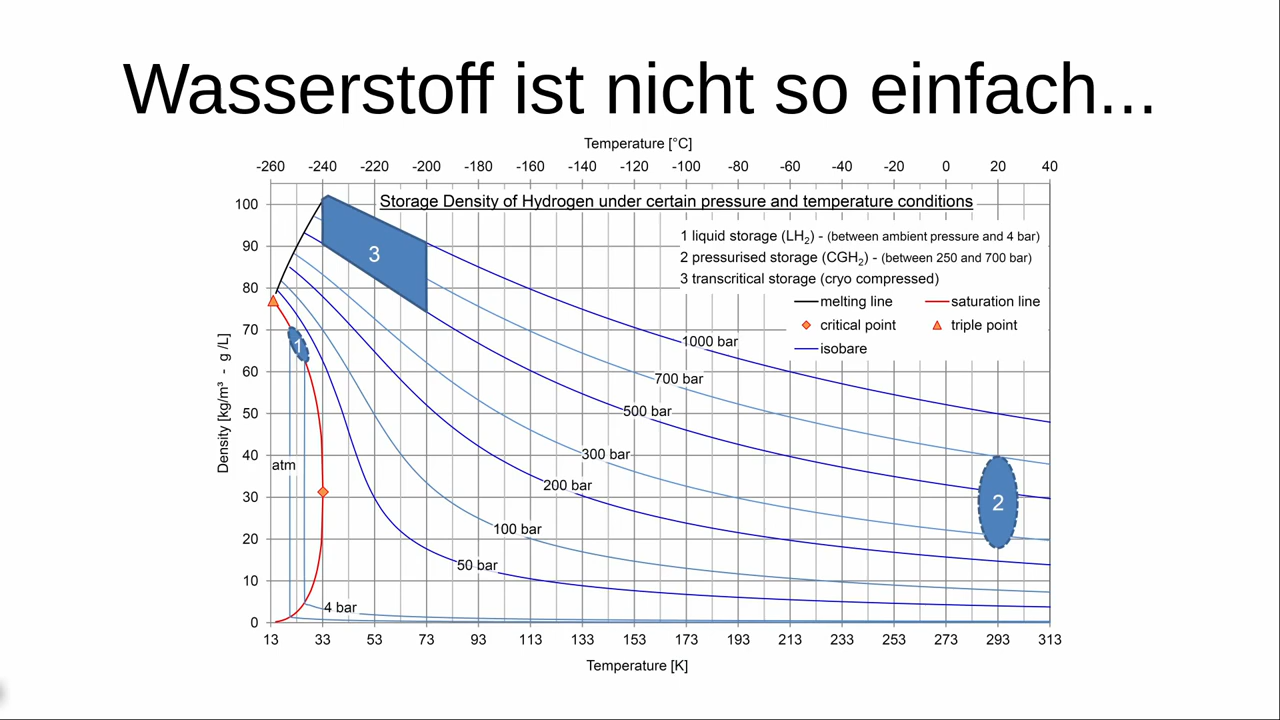 Wasserstoff ist nicht so einfach...
Temperature [°C]
-260 -240 -220 -200 -180 -160 -140 -120 -100 -80 -60 -40 -20 0 20 40
Storage Density of Hydrogen under certain pressure and temperature conditions
1 liquid storage (LH₂) - (between ambient pressure and 4 bar)
2 pressurised storage (CGH₂) - (between 250 and 700 bar)
3 transcritical storage (cryo compressed)
melting line saturation line
critical point triple point
isobare
Density [kg/m³ - g /L]
100
90
80
70
60
50
40
30
20
10
0
3
1
2
1000 bar
700 bar
500 bar
300 bar
atm
200 bar
100 bar
50 bar
4 bar
13 33 53 73 93 113 133 153 173 193 213 233 253 273 293 313
Temperature [K]